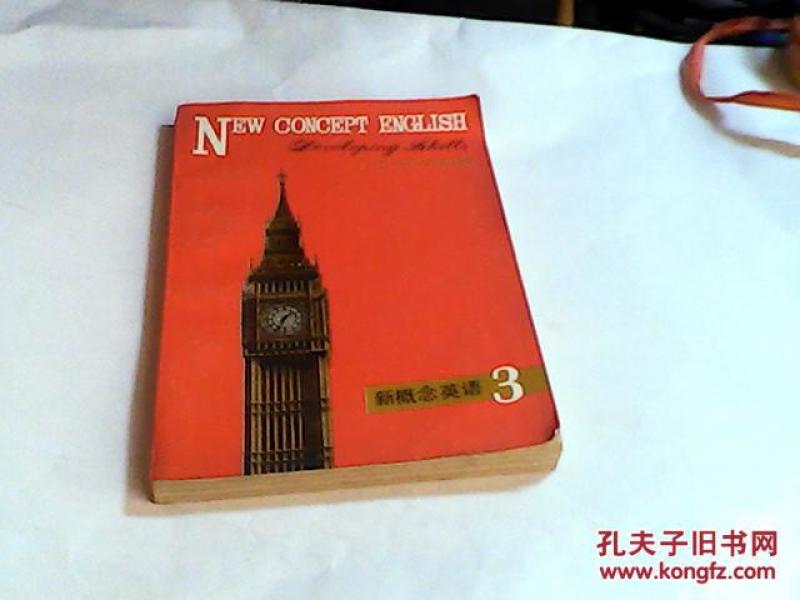 NEW CONCEPT ENGLISH
Developing Skills
新概念英语 3
孔夫子旧书网
www.kongfz.com